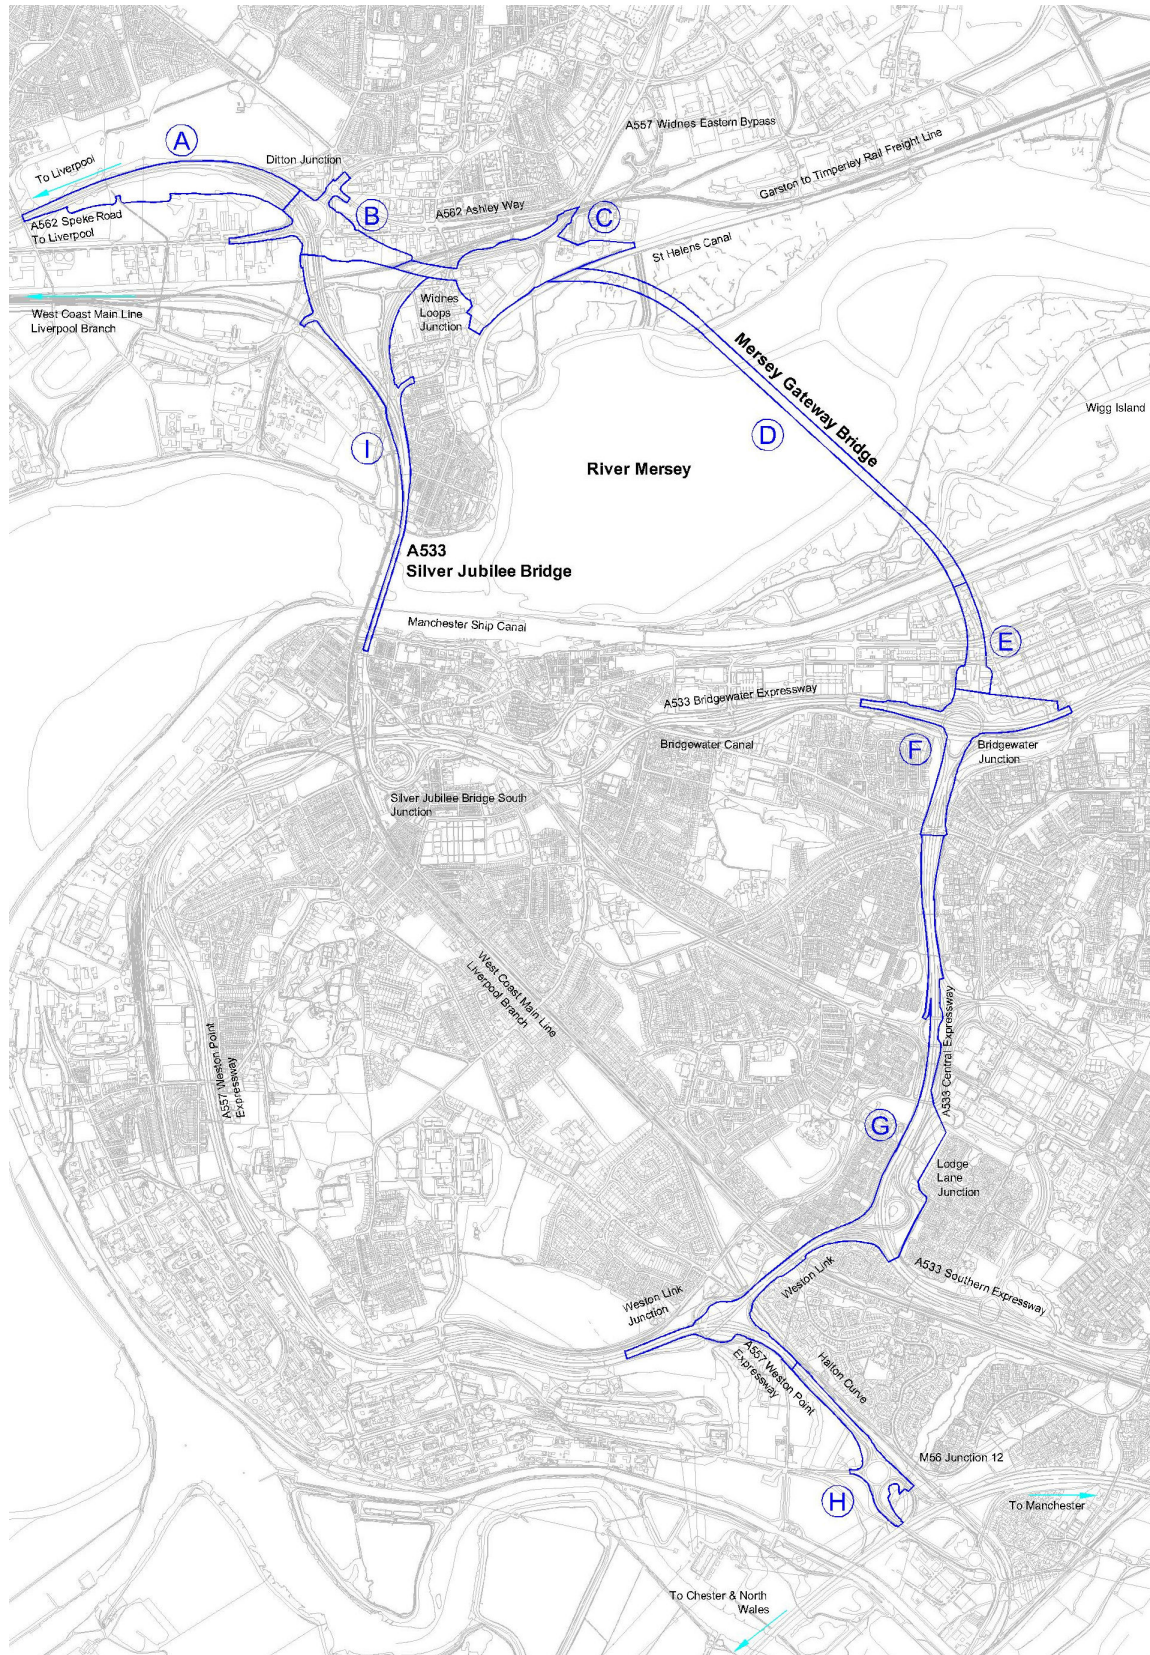 A
To Liverpool
Ditton Junction
A557 Widnes Eastern Bypass
Garston to Timperley Rail Freight Line
A562 Speke Road
To Liverpool
B
A562 Ashley Way
C
St Helens Canal
West Coast Main Line
Liverpool Branch
Widnes
Loops
Junction
Mersey Gateway Bridge
Wigg Island
D
I
River Mersey
A533
Silver Jubilee Bridge
Manchester Ship Canal
E
A533 Bridgewater Expressway
Bridgewater Canal
F
Bridgewater
Junction
Silver Jubilee Bridge South
Junction
West Coast Main Line
Liverpool Branch
A533 Central Expressway
A557 Weston Point
Expressway
G
Lodge
Lane
Junction
A533 Southern Expressway
Weston Link
Weston Link
Junction
A557 Weston Point
Expressway
Halton Curve
M56 Junction 12
H
To Manchester
To Chester & North
Wales